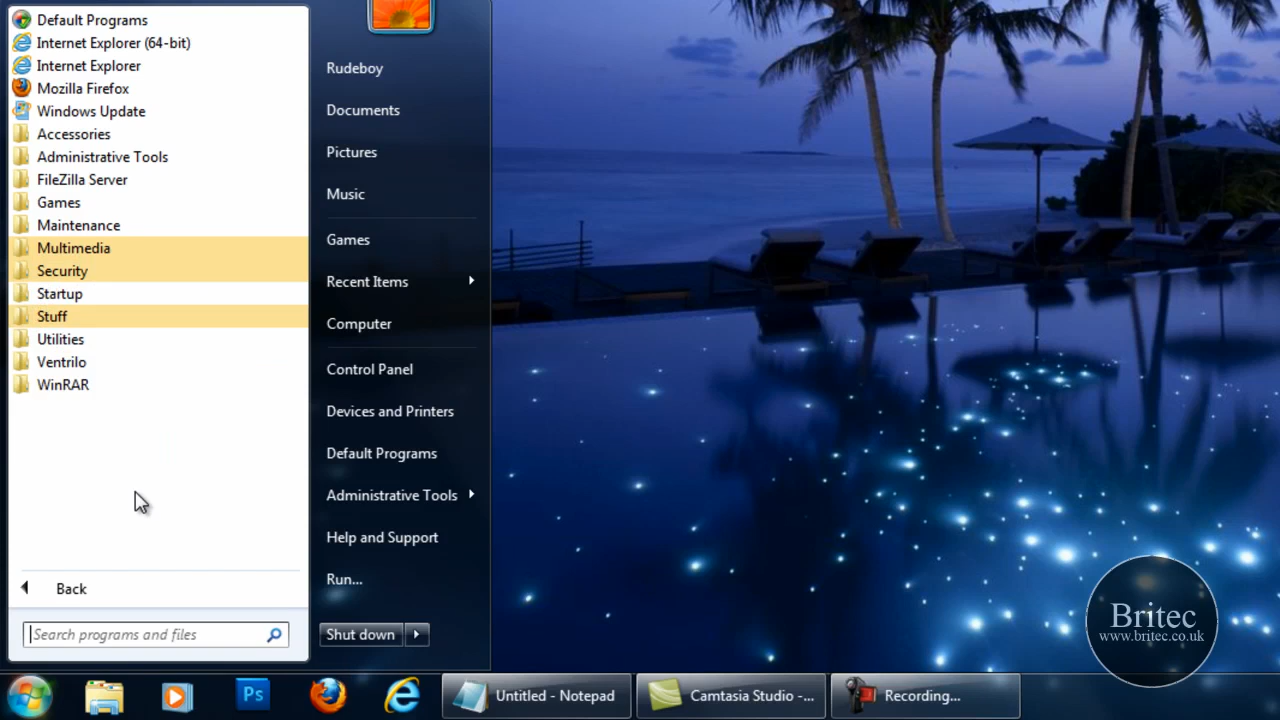 Default Programs
Internet Explorer (64-bit)
Internet Explorer
Mozilla Firefox
Windows Update
Accessories
Administrative Tools
FileZilla Server
Games
Maintenance
Multimedia
Security
Startup
Stuff
Utilities
Ventrilo
WinRAR
Back
Search programs and files
Rudeboy
Documents
Pictures
Music
Games
Recent Items
Computer
Control Panel
Devices and Printers
Default Programs
Administrative Tools
Help and Support
Run...
Shut down
Britec
www.britec.co.uk
Ps
Untitled - Notepad
Camtasia Studio -...
Recording...